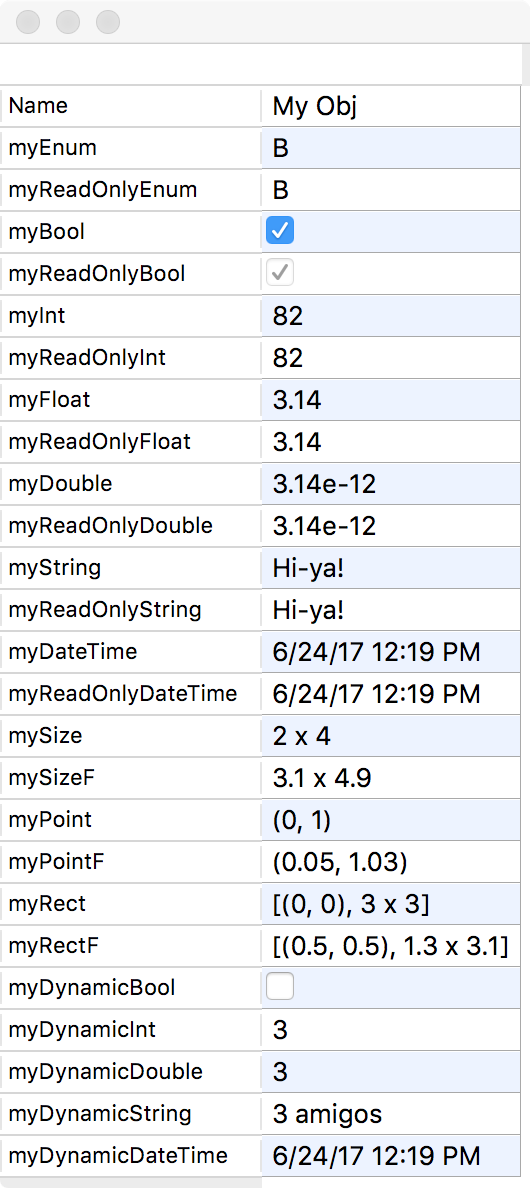 Name My Obj
myEnum B
myReadOnlyEnum B
myBool
myReadOnlyBool
myInt 82
myReadOnlyInt 82
myFloat 3.14
myReadOnlyFloat 3.14
myDouble 3.14e-12
myReadOnlyDouble 3.14e-12
myString Hi-ya!
myReadOnlyString Hi-ya!
myDateTime 6/24/17 12:19 PM
myReadOnlyDateTime 6/24/17 12:19 PM
mySize 2 x 4
mySizeF 3.1 x 4.9
myPoint (0, 1)
myPointF (0.05, 1.03)
myRect [(0, 0), 3 x 3]
myRectF [(0.5, 0.5), 1.3 x 3.1]
myDynamicBool
myDynamicInt 3
myDynamicDouble 3
myDynamicString 3 amigos
myDynamicDateTime 6/24/17 12:19 PM